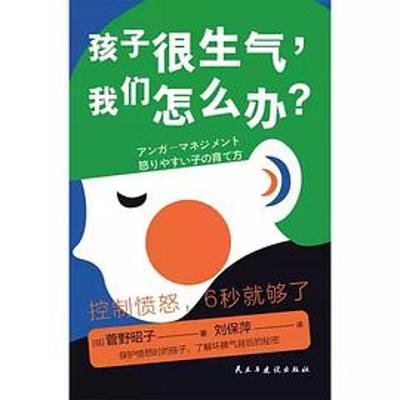 孩子很生气，
我们怎么办？
アンガーマネジメント
怒りやすい子の育て方
控制愤怒，6秒就够了
[日] 菅野昭子 著 刘保萍 译
保护愤怒时的孩子，了解坏脾气背后的秘密
民主与建设出版社